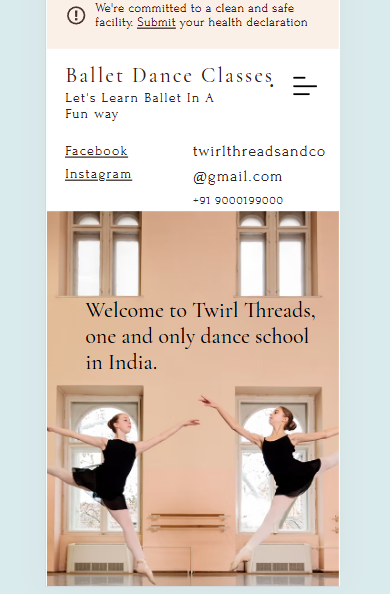 We're committed to a clean and safe
facility. Submit your health declaration
Ballet Dance Classes.
Let's Learn Ballet In A
Fun way
Facebook
Instagram
twirlthreadsandco
@gmail.com
+91 9000199000
Welcome to Twirl Threads,
one and only dance school
in India.